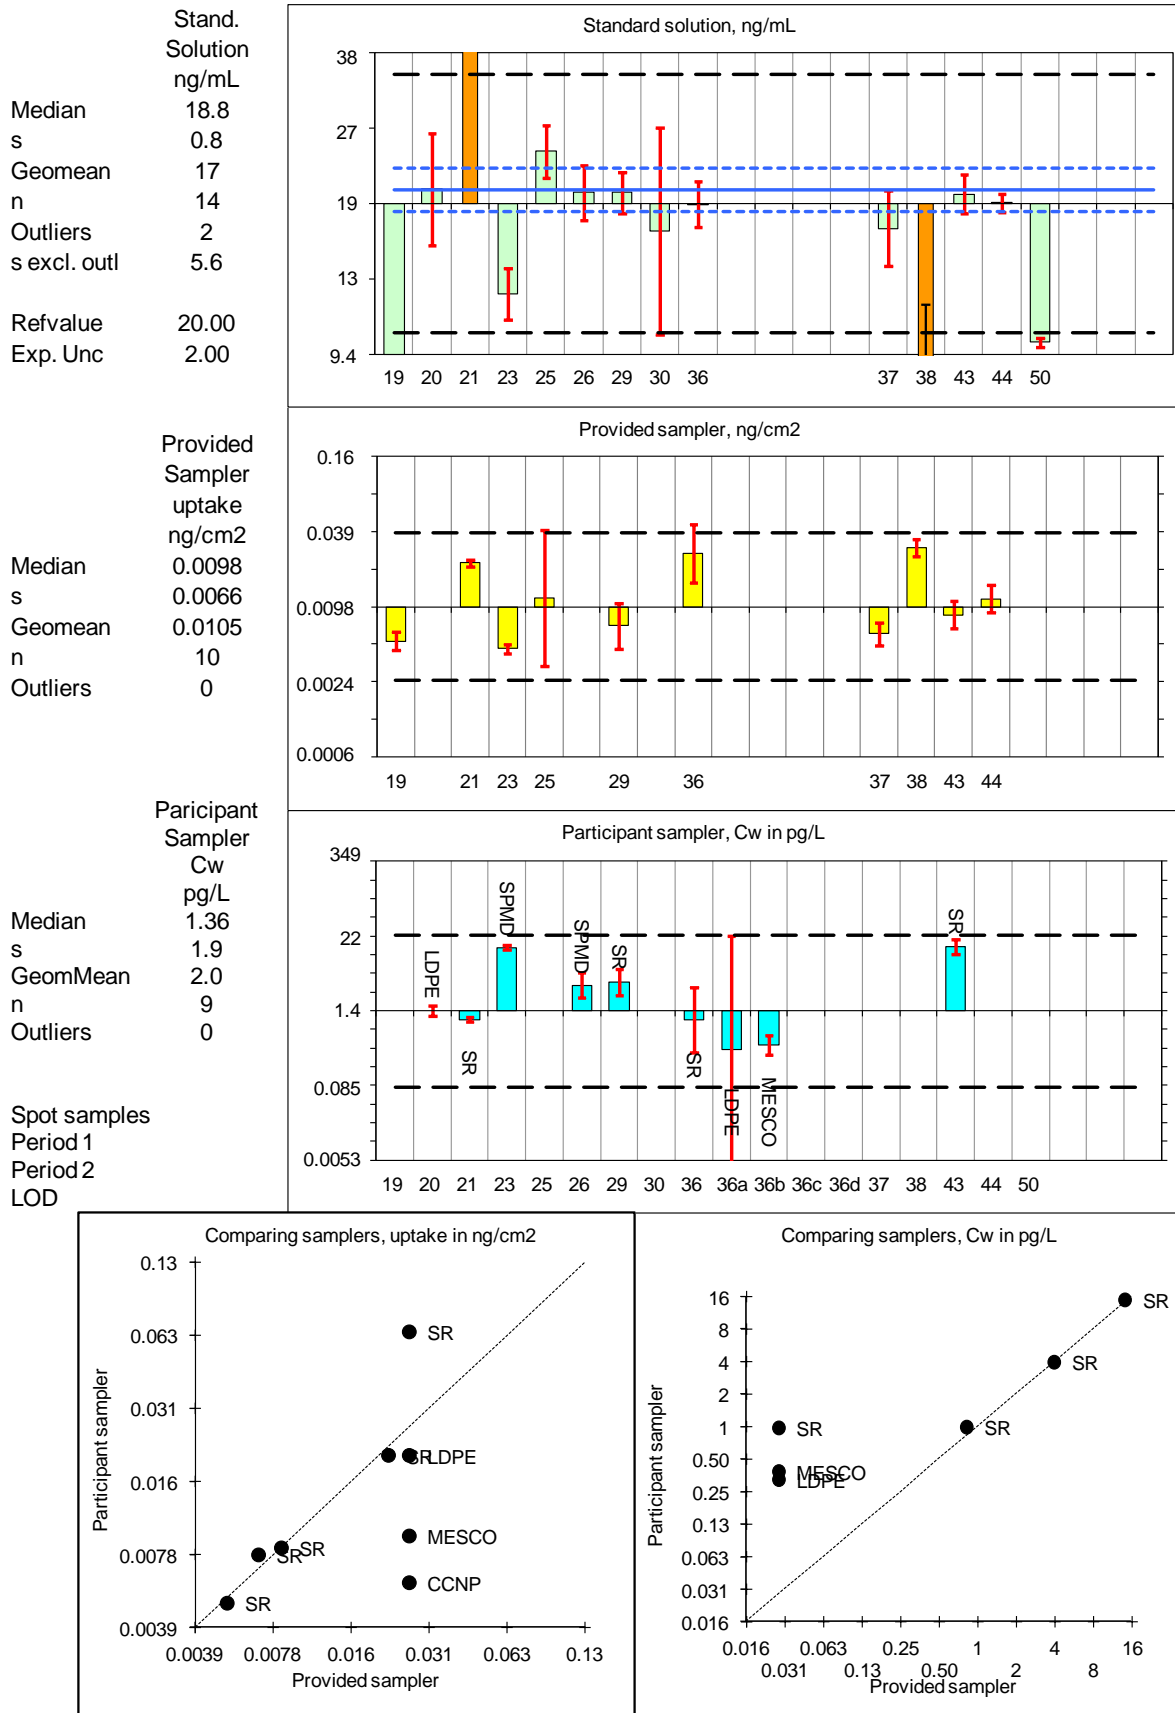 Stand.
Solution
ng/mL
Median 18.8
s 0.8
Geomean 17
n 14
Outliers 2
s excl. outl 5.6
Refvalue 20.00
Exp. Unc 2.00
Standard solution, ng/mL
38
27
19
13
9.4
19 20 21 23 25 26 29 30 36 37 38 43 44 50
Provided
Sampler
uptake
ng/cm2
Median 0.0098
s 0.0066
Geomean 0.0105
n 10
Outliers 0
Provided sampler, ng/cm2
0.16
0.039
0.0098
0.0024
0.0006
19 21 23 25 29 36 37 38 43 44
Paricipant
Sampler
Cw
pg/L
Median 1.36
s 1.9
GeomMean 2.0
n 9
Outliers 0
Spot samples
Period 1
Period 2
LOD
Participant sampler, Cw in pg/L
349
22
1.4
0.085
0.0053
LDPE
SR
SPMD
SPMD
SR
SR
LDPE
MESCO
SR
19 20 21 23 25 26 29 30 36 36a 36b 36c 36d 37 38 43 44 50
Comparing samplers, uptake in ng/cm2
Participant sampler
0.13
0.063
0.031
0.016
0.0078
0.0039
SR
SR
LDPE
MESCO
SR
SR
CCNP
SR
0.0039 0.0078 0.016 0.031 0.063 0.13
Provided sampler
Comparing samplers, Cw in pg/L
Participant sampler
16
8
4
2
1
0.50
0.25
0.13
0.063
0.031
0.016
SR
SR
SR
SR
MESCO
LDPE
0.016 0.063 0.25 1 4 16
0.031 0.13 0.50 2 8
Provided sampler